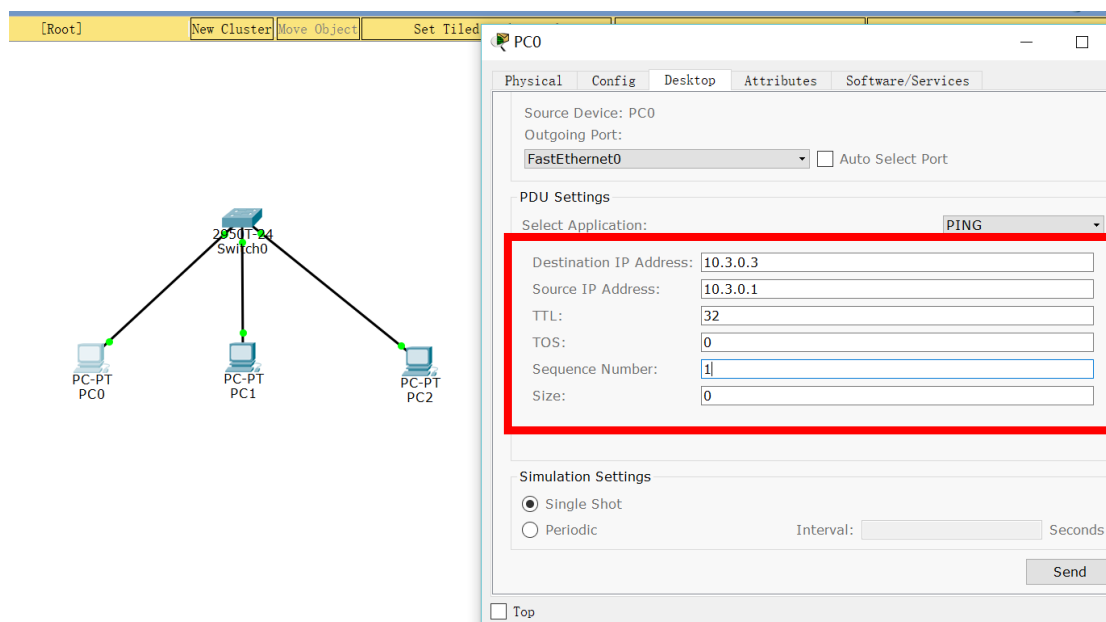 [Root] New Cluster Move Object Set Tiled
PC0
Physical Config Desktop Attributes Software/Services
Source Device: PC0
Outgoing Port:
FastEthernet0 Auto Select Port
PDU Settings
Select Application: PING
Destination IP Address: 10.3.0.3
Source IP Address: 10.3.0.1
TTL: 32
TOS: 0
Sequence Number: 1
Size: 0
Simulation Settings
Single Shot
Periodic Interval: Seconds
Send
Top
2950T-24
Switch0
PC-PT
PC0
PC-PT
PC1
PC-PT
PC2